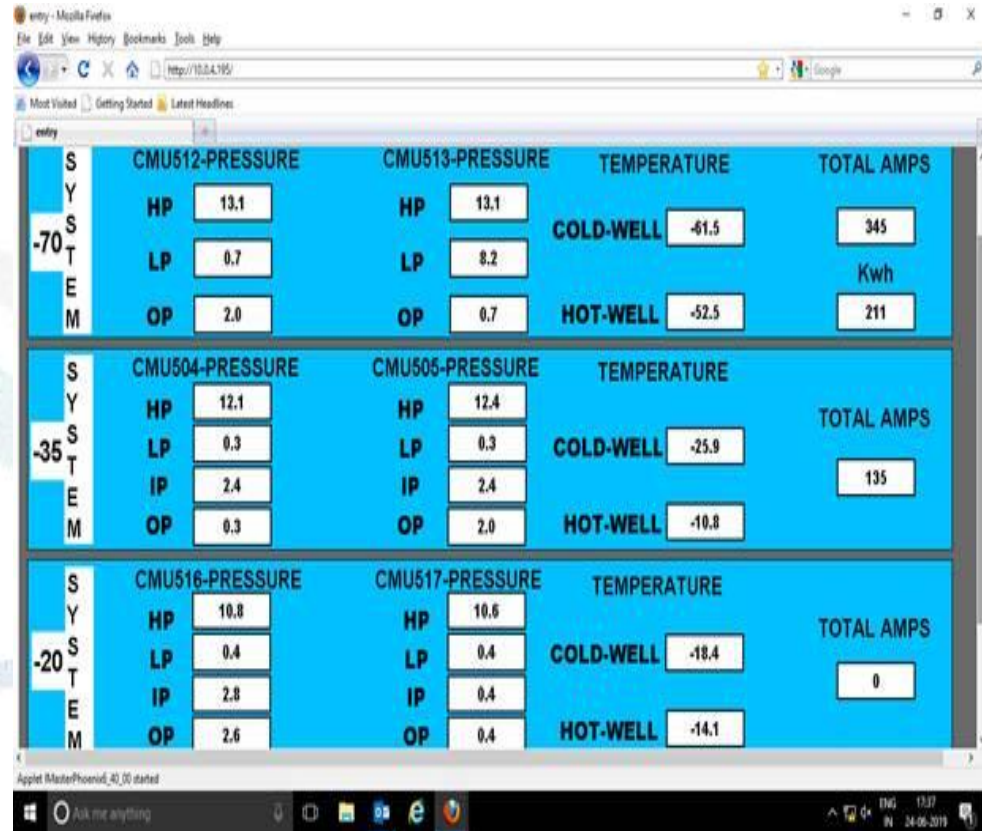 entry - Mozilla Firefox
File Edit View History Bookmarks Tools Help
http://10.0.4.195/
Google
Most Visited Getting Started Latest Headlines
entry
-70 SYSTEM
CMU512-PRESSURE CMU513-PRESSURE TEMPERATURE TOTAL AMPS
HP 13.1 HP 13.1
COLD-WELL -61.5 345
LP 0.7 LP 8.2
Kwh
OP 2.0 OP 0.7 HOT-WELL -52.5 211
-35 SYSTEM
CMU504-PRESSURE CMU505-PRESSURE TEMPERATURE
HP 12.1 HP 12.4
TOTAL AMPS
LP 0.3 LP 0.3 COLD-WELL -25.9
IP 2.4 IP 2.4 135
OP 0.3 OP 2.0 HOT-WELL -10.8
-20 SYSTEM
CMU516-PRESSURE CMU517-PRESSURE TEMPERATURE
HP 10.8 HP 10.6
TOTAL AMPS
LP 0.4 LP 0.4 COLD-WELL -18.4
IP 2.8 IP 0.4 0
OP 2.6 OP 0.4 HOT-WELL -14.1
Applet IMasterPhoenix6_40_00 started
Ask me anything
ENG 17:37
IN 24-06-2019